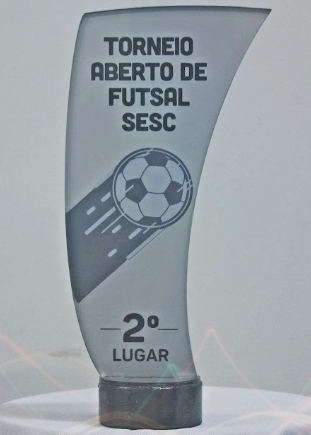 TORNEIO
ABERTO DE
FUTSAL
SESC
2º
LUGAR